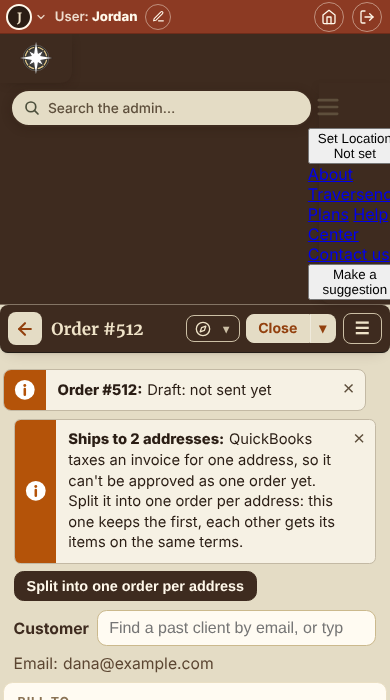 J User: Jordan
Search the admin...
Set Location
Not set
About
Traversend
Plans Help
Center
Contact us
Make a
suggestion
Order #512
Close
Order #512: Draft: not sent yet
Ships to 2 addresses: QuickBooks
taxes an invoice for one address, so it
can't be approved as one order yet.
Split it into one order per address: this
one keeps the first, each other gets its
items on the same terms.
Split into one order per address
Customer Find a past client by email, or typ
Email: dana@example.com
BILL TO